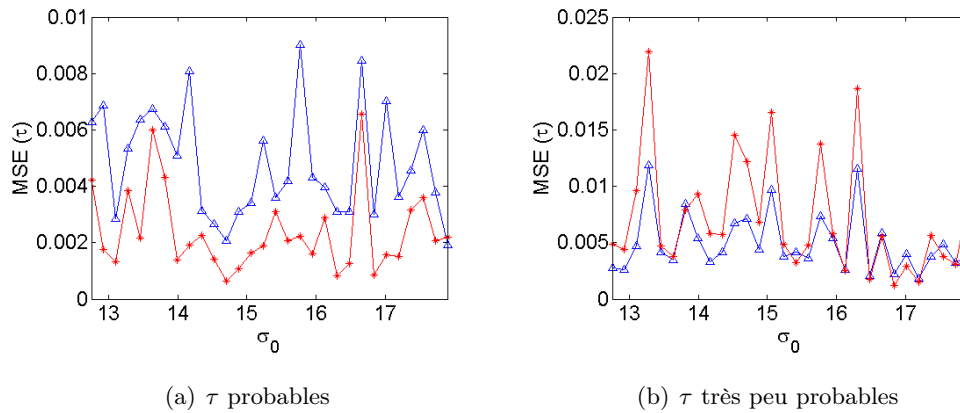 0.01
0.008
0.006
0.004
0.002
0
MSE (τ)
13 14 15 16 17
σ₀
(a) τ probables
0.025
0.02
0.015
0.01
0.005
0
MSE (τ)
13 14 15 16 17
σ₀
(b) τ très peu probables